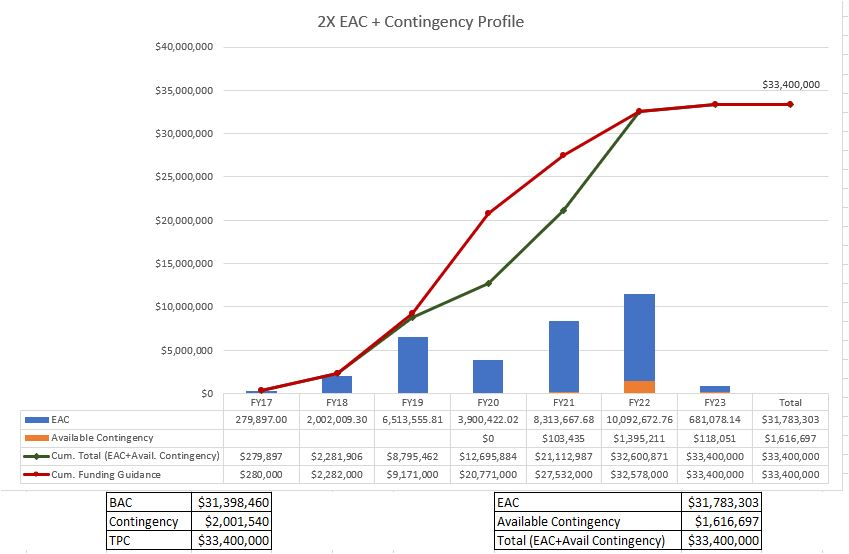 2X EAC + Contingency Profile
$40,000,000
$33,400,000
$35,000,000
$30,000,000
$25,000,000
$20,000,000
$15,000,000
$10,000,000
$5,000,000
$0
FY17 FY18 FY19 FY20 FY21 FY22 FY23 Total
EAC 279,897.00 2,002,009.30 6,513,555.81 3,900,422.02 8,313,667.68 10,092,672.76 681,078.14 $31,783,303
Available Contingency $0 $103,435 $1,395,211 $118,051 $1,616,697
Cum. Total (EAC+Avail. Contingency) $279,897 $2,281,906 $8,795,462 $12,695,884 $21,112,987 $32,600,871 $33,400,000 $33,400,000
Cum. Funding Guidance $280,000 $2,282,000 $9,171,000 $20,771,000 $27,532,000 $32,578,000 $33,400,000 $33,400,000
BAC $31,398,460
Contingency $2,001,540
TPC $33,400,000
EAC $31,783,303
Available Contingency $1,616,697
Total (EAC+Avail Contingency) $33,400,000